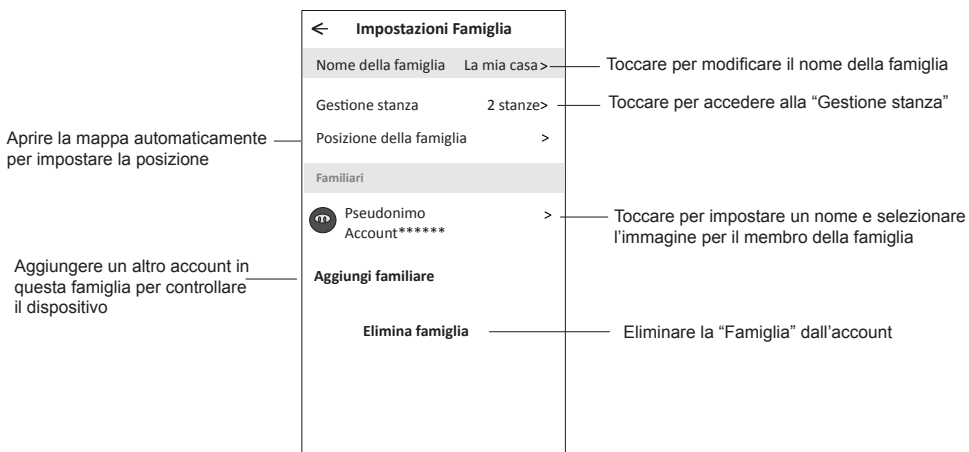 Impostazioni Famiglia
Nome della famiglia La mia casa>
Toccare per modificare il nome della famiglia
Gestione stanza 2 stanze>
Toccare per accedere alla “Gestione stanza”
Aprire la mappa automaticamente
per impostare la posizione
Posizione della famiglia >
Familiari
Pseudonimo >
Account******
Toccare per impostare un nome e selezionare
l’immagine per il membro della famiglia
Aggiungere un altro account in
questa famiglia per controllare
il dispositivo
Aggiungi familiare
Elimina famiglia
Eliminare la “Famiglia” dall’account